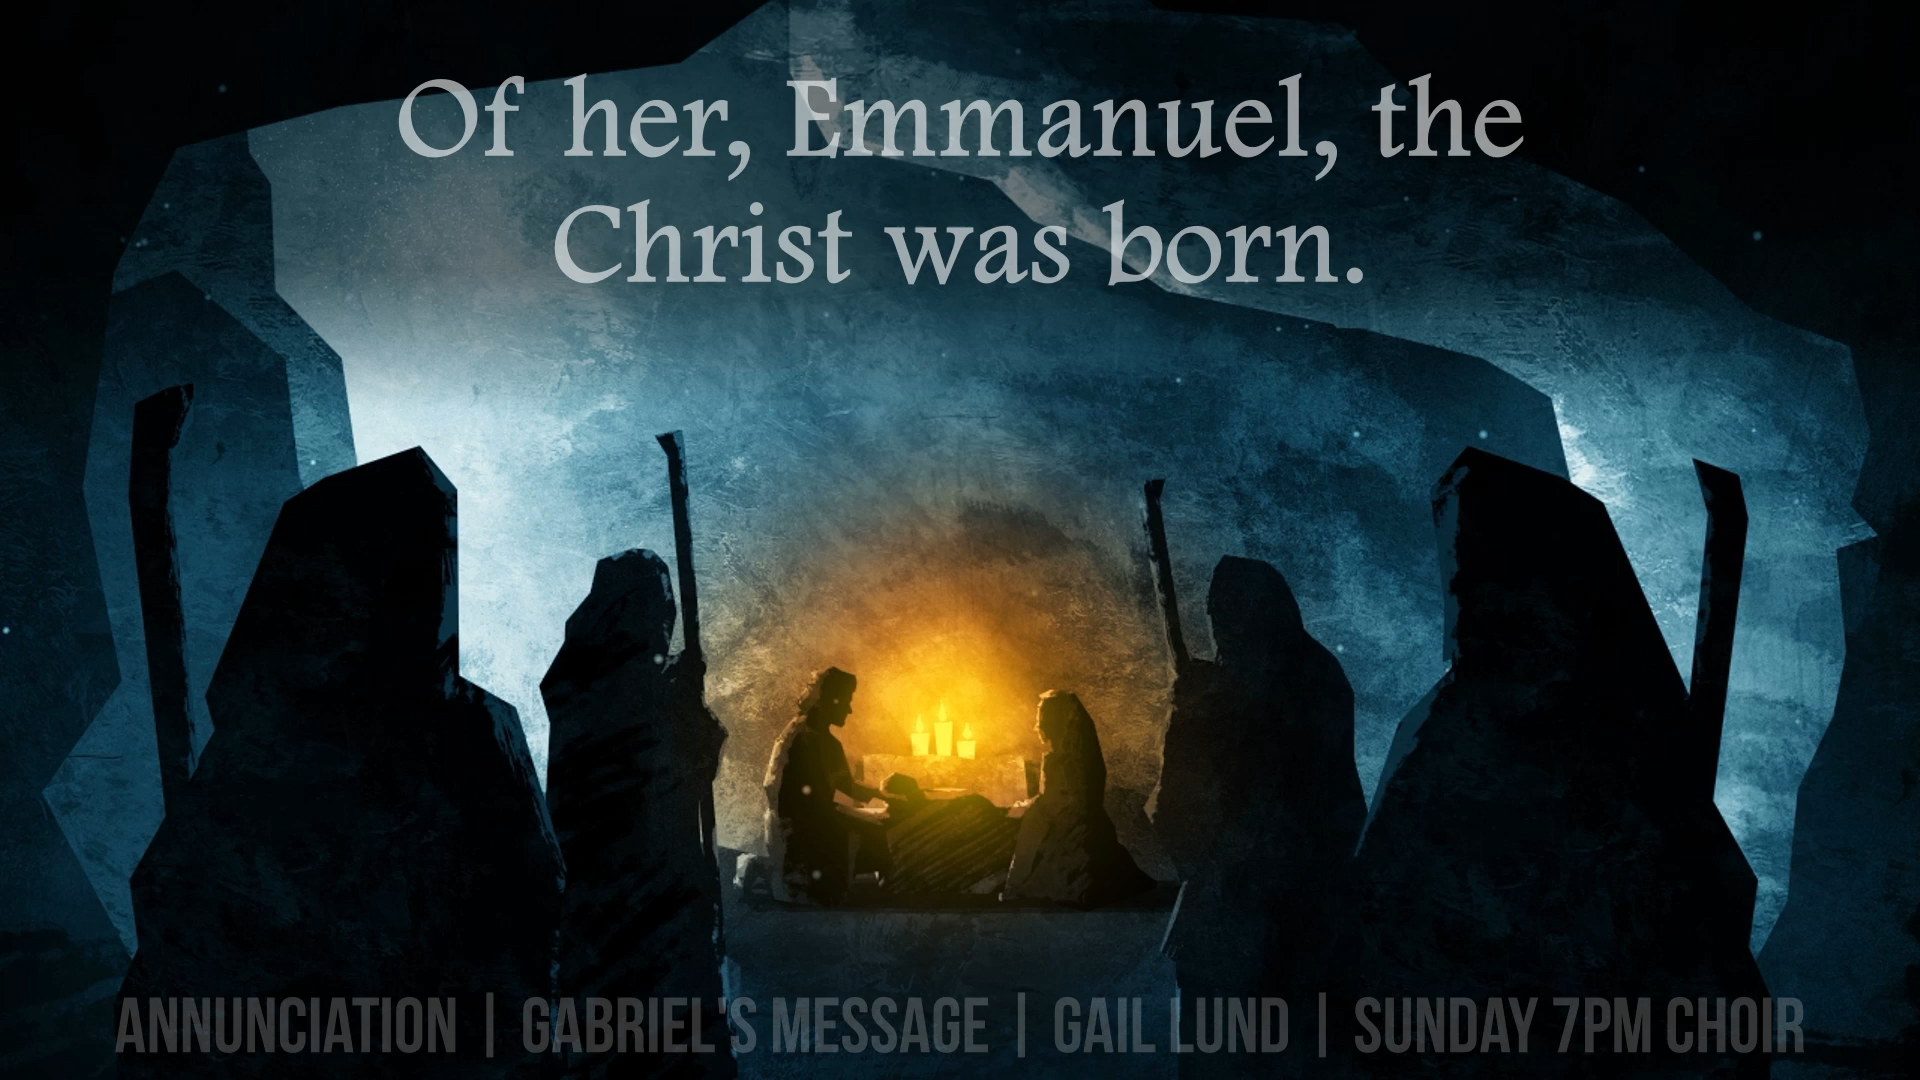 Of her, Emmanuel, the
Christ was born.
ANNUNCIATION | GABRIEL'S MESSAGE | GAIL LUND | SUNDAY 7PM CHOIR